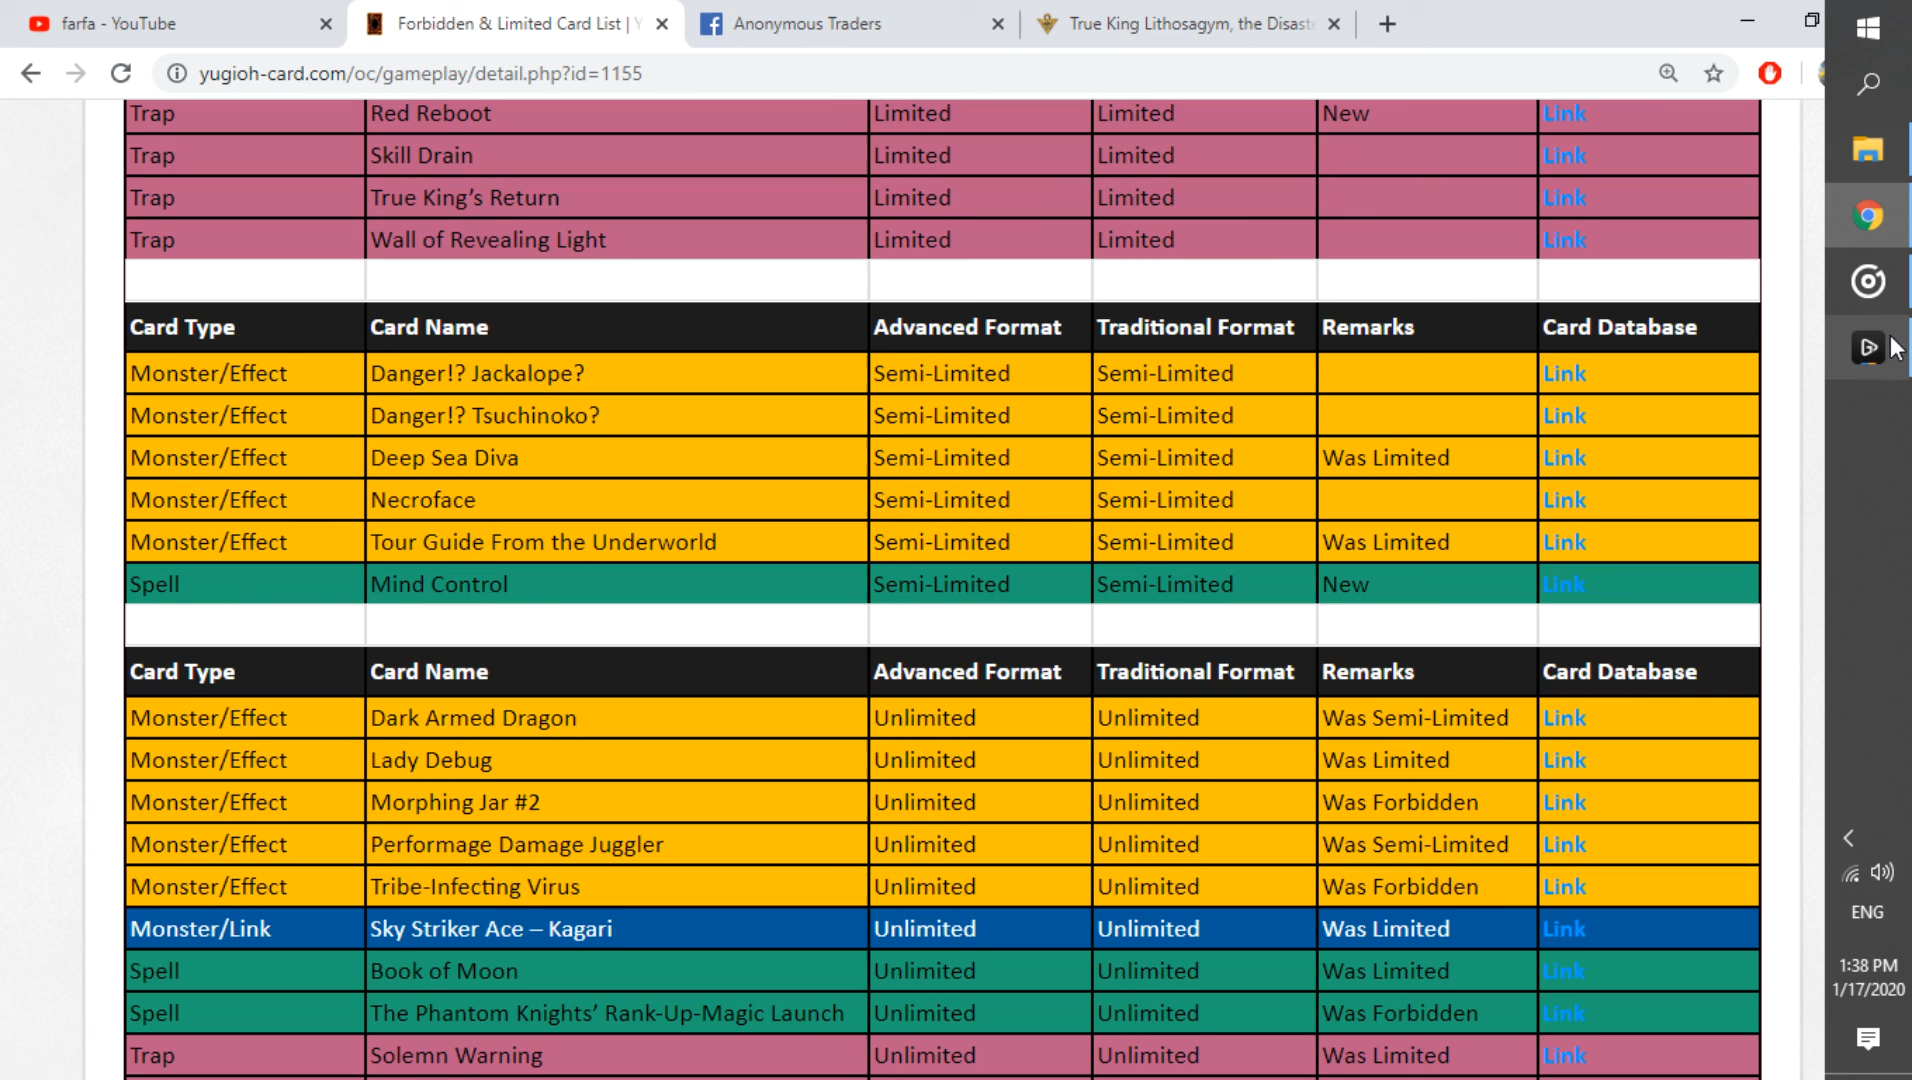 farfa - YouTube
Forbidden & Limited Card List | Y
Anonymous Traders
True King Lithosagym, the Disaste
yugioh-card.com/oc/gameplay/detail.php?id=1155
Trap Red Reboot Limited Limited New Link
Trap Skill Drain Limited Limited Link
Trap True King’s Return Limited Limited Link
Trap Wall of Revealing Light Limited Limited Link
Card Type Card Name Advanced Format Traditional Format Remarks Card Database
Monster/Effect Danger!? Jackalope? Semi-Limited Semi-Limited Link
Monster/Effect Danger!? Tsuchinoko? Semi-Limited Semi-Limited Link
Monster/Effect Deep Sea Diva Semi-Limited Semi-Limited Was Limited Link
Monster/Effect Necroface Semi-Limited Semi-Limited Link
Monster/Effect Tour Guide From the Underworld Semi-Limited Semi-Limited Was Limited Link
Spell Mind Control Semi-Limited Semi-Limited New Link
Card Type Card Name Advanced Format Traditional Format Remarks Card Database
Monster/Effect Dark Armed Dragon Unlimited Unlimited Was Semi-Limited Link
Monster/Effect Lady Debug Unlimited Unlimited Was Limited Link
Monster/Effect Morphing Jar #2 Unlimited Unlimited Was Forbidden Link
Monster/Effect Performage Damage Juggler Unlimited Unlimited Was Semi-Limited Link
Monster/Effect Tribe-Infecting Virus Unlimited Unlimited Was Forbidden Link
Monster/Link Sky Striker Ace – Kagari Unlimited Unlimited Was Limited Link
Spell Book of Moon Unlimited Unlimited Was Limited Link
Spell The Phantom Knights’ Rank-Up-Magic Launch Unlimited Unlimited Was Forbidden Link
Trap Solemn Warning Unlimited Unlimited Was Limited Link
ENG
1:38 PM
1/17/2020